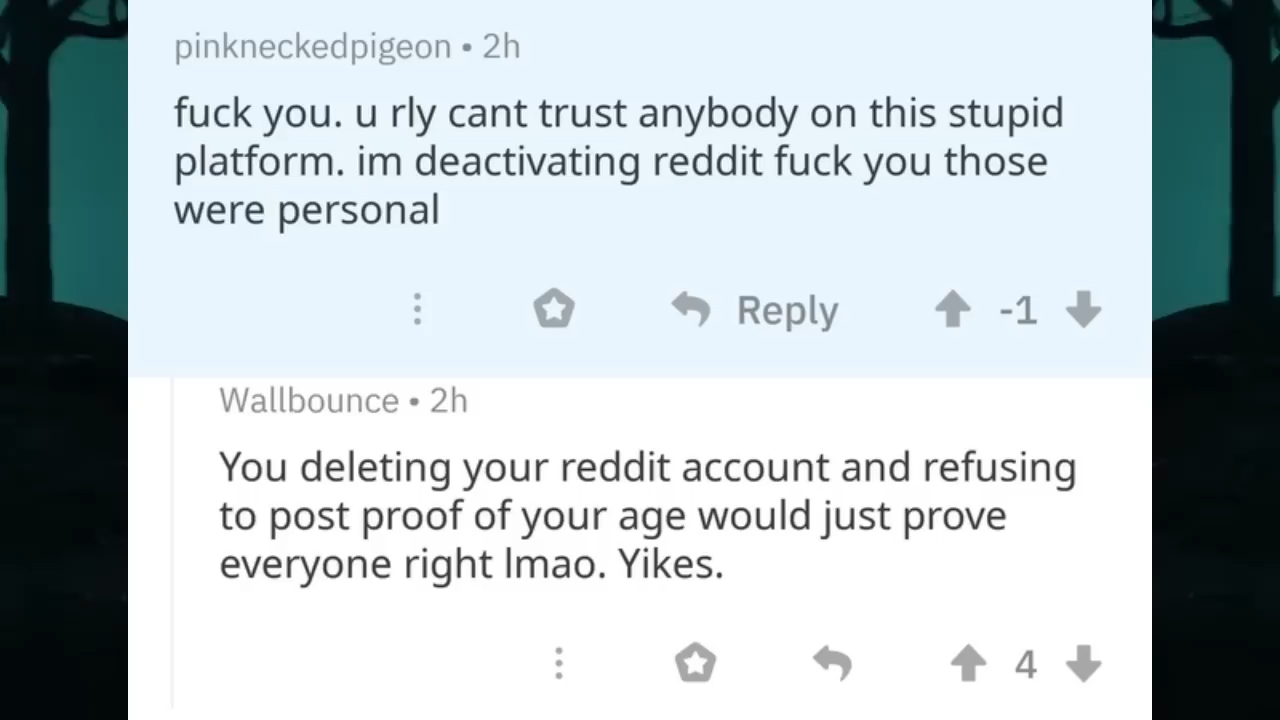 pinkneckedpigeon • 2h
fuck you. u rly cant trust anybody on this stupid
platform. im deactivating reddit fuck you those
were personal
Reply -1
Wallbounce • 2h
You deleting your reddit account and refusing
to post proof of your age would just prove
everyone right lmao. Yikes.
4